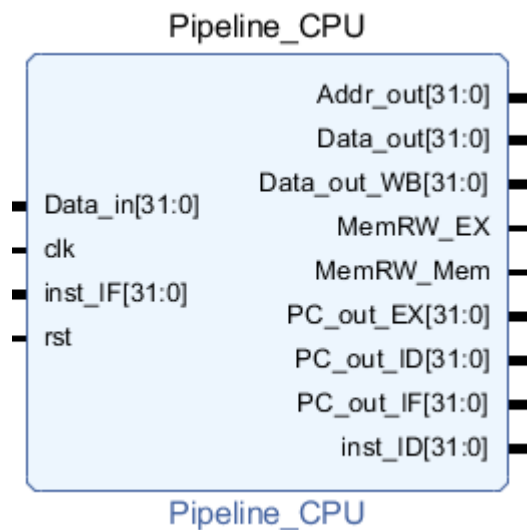 Pipeline_CPU
Data_in[31:0]
clk
inst_IF[31:0]
rst
Addr_out[31:0]
Data_out[31:0]
Data_out_WB[31:0]
MemRW_EX
MemRW_Mem
PC_out_EX[31:0]
PC_out_ID[31:0]
PC_out_IF[31:0]
inst_ID[31:0]
Pipeline_CPU